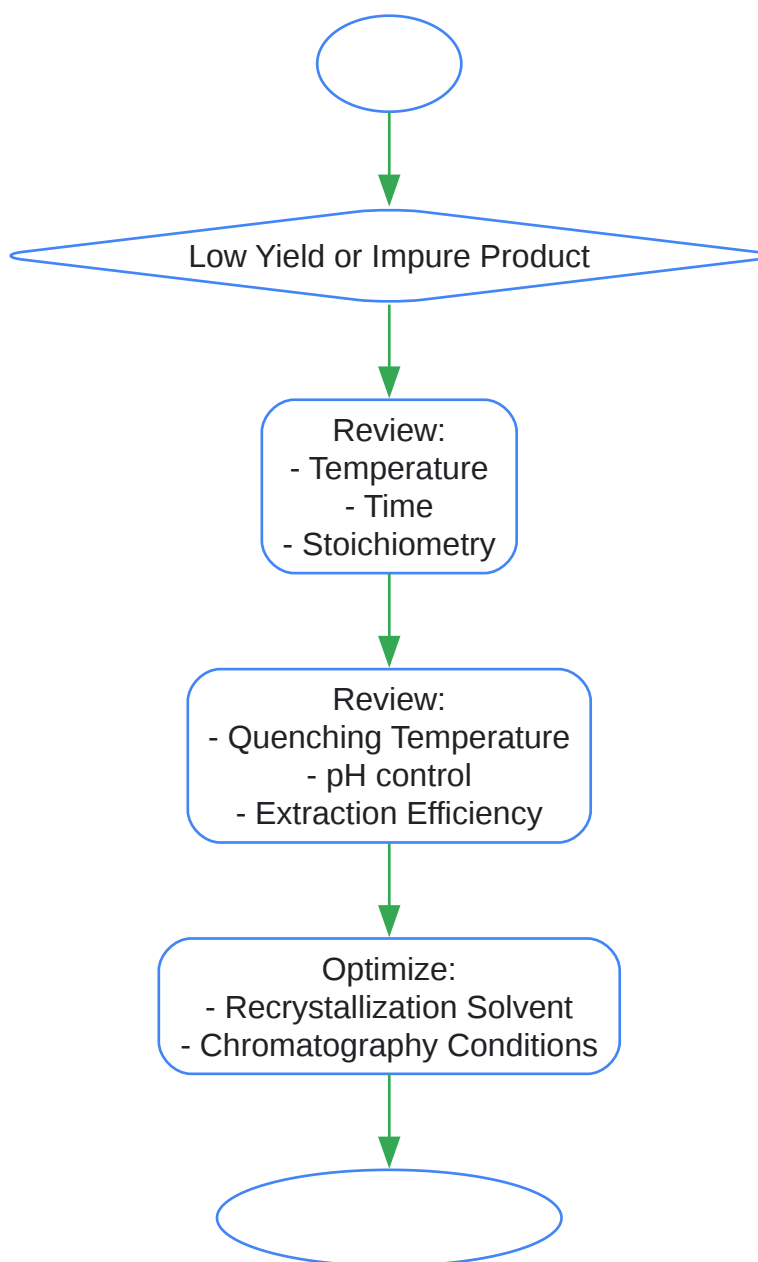 Low Yield or Impure Product
Review:
- Temperature
- Time
- Stoichiometry
Review:
- Quenching Temperature
- pH control
- Extraction Efficiency
Optimize:
- Recrystallization Solvent
- Chromatography Conditions